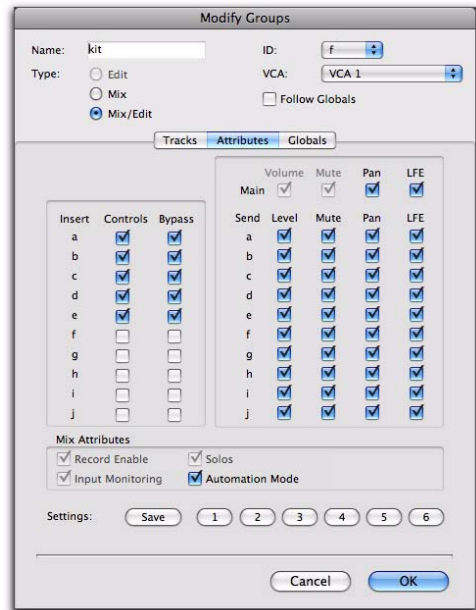 Modify Groups
Name: kit ID: f
Type: Edit VCA: VCA 1
Mix Follow Globals
Mix/Edit
Tracks Attributes Globals
Volume Mute Pan LFE
Main
Insert Controls Bypass Send Level Mute Pan LFE
a a
b b
c c
d d
e e
f f
g g
h h
i i
j j
Mix Attributes
Record Enable Solos
Input Monitoring Automation Mode
Settings: Save 1 2 3 4 5 6
Cancel OK